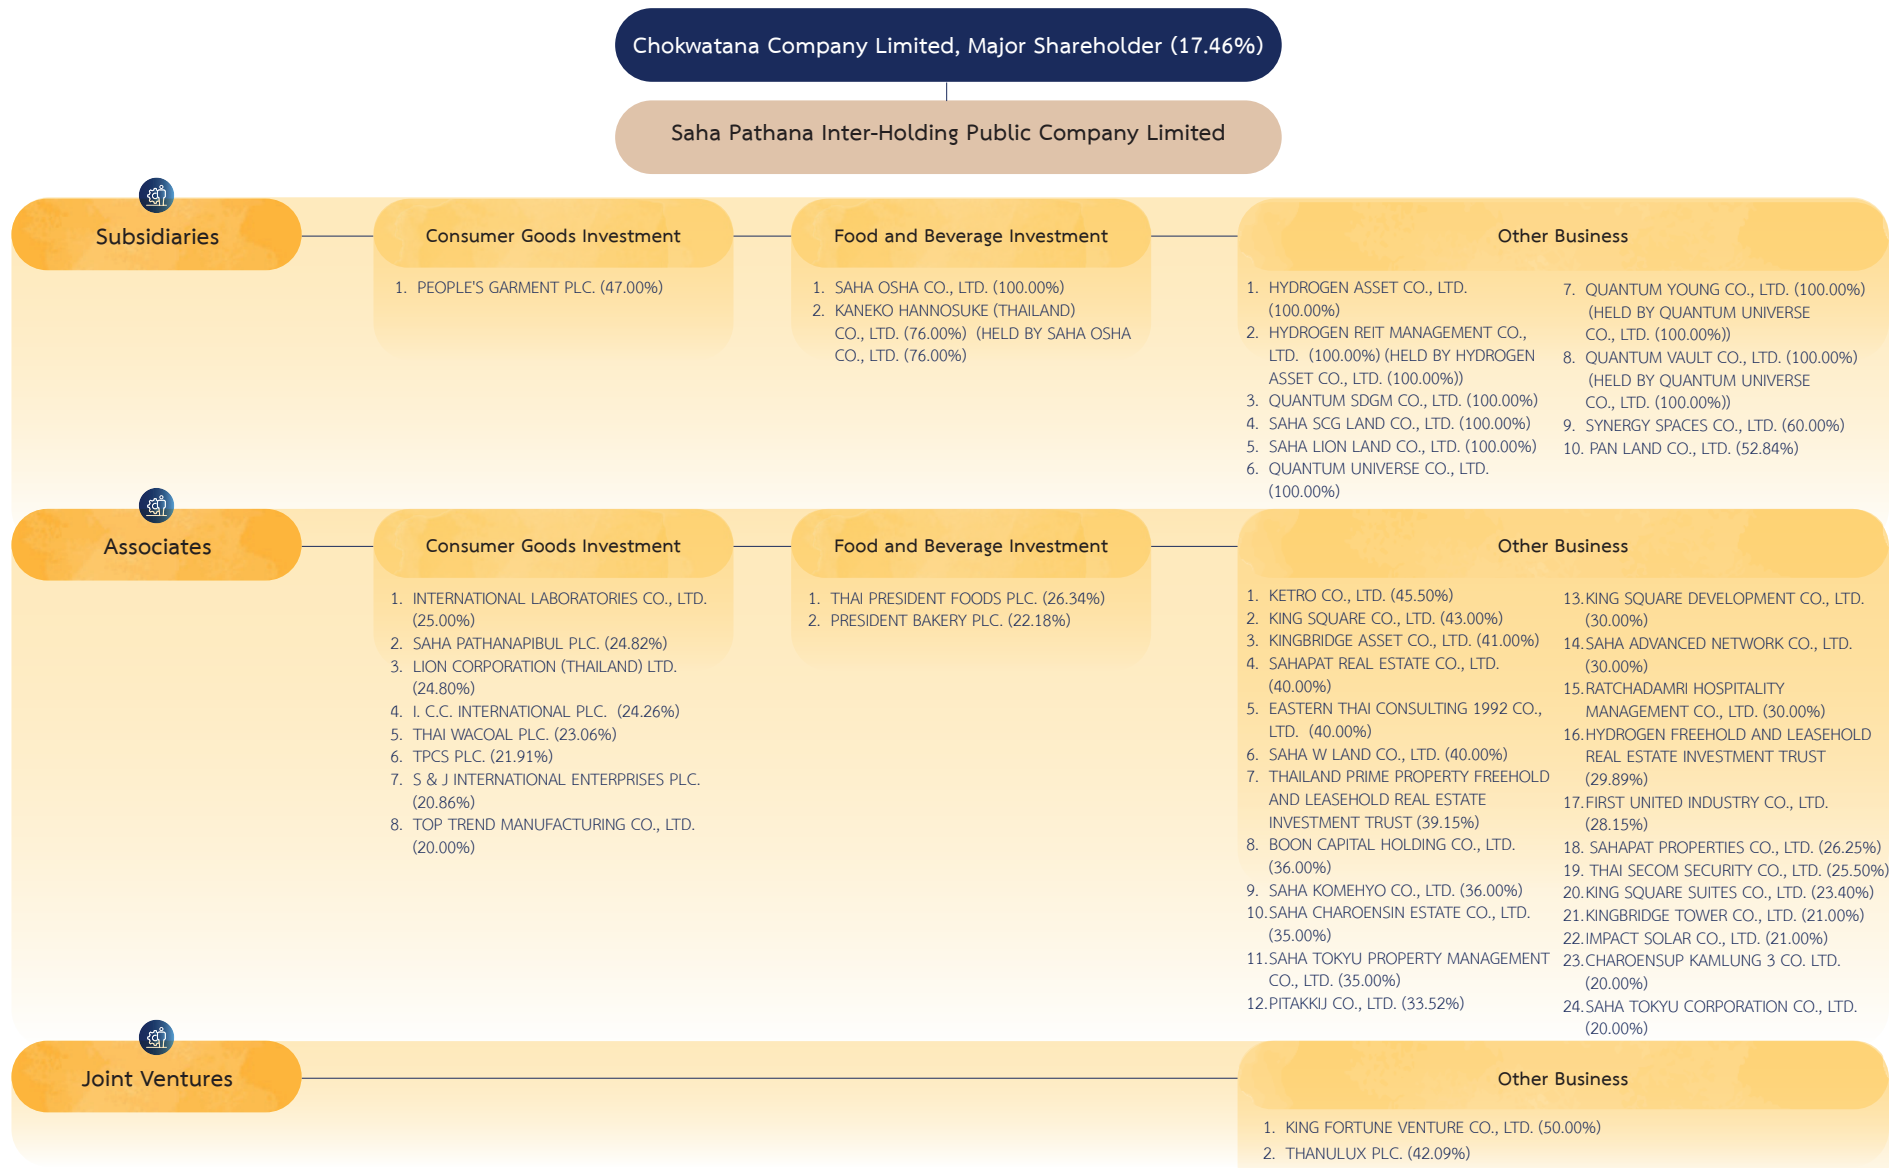 Chokwatana Company Limited, Major Shareholder (17.46%)
Saha Pathana Inter-Holding Public Company Limited
Subsidiaries
Consumer Goods Investment
1. PEOPLE'S GARMENT PLC. (47.00%)
Food and Beverage Investment
1. SAHA OSHA CO., LTD. (100.00%)
2. KANEKO HANNOSUKE (THAILAND)
CO., LTD. (76.00%) (HELD BY SAHA OSHA
CO., LTD. (76.00%)
Other Business
1. HYDROGEN ASSET CO., LTD.
(100.00%)
2. HYDROGEN REIT MANAGEMENT CO.,
LTD. (100.00%) (HELD BY HYDROGEN
ASSET CO., LTD. (100.00%))
3. QUANTUM SDGM CO., LTD. (100.00%)
4. SAHA SCG LAND CO., LTD. (100.00%)
5. SAHA LION LAND CO., LTD. (100.00%)
6. QUANTUM UNIVERSE CO., LTD.
(100.00%)
7. QUANTUM YOUNG CO., LTD. (100.00%)
(HELD BY QUANTUM UNIVERSE
CO., LTD. (100.00%))
8. QUANTUM VAULT CO., LTD. (100.00%)
(HELD BY QUANTUM UNIVERSE
CO., LTD. (100.00%))
9. SYNERGY SPACES CO., LTD. (60.00%)
10. PAN LAND CO., LTD. (52.84%)
Associates
Consumer Goods Investment
1. INTERNATIONAL LABORATORIES CO., LTD.
(25.00%)
2. SAHA PATHANAPIBUL PLC. (24.82%)
3. LION CORPORATION (THAILAND) LTD.
(24.80%)
4. I. C.C. INTERNATIONAL PLC. (24.26%)
5. THAI WACOAL PLC. (23.06%)
6. TPCS PLC. (21.91%)
7. S & J INTERNATIONAL ENTERPRISES PLC.
(20.86%)
8. TOP TREND MANUFACTURING CO., LTD.
(20.00%)
Food and Beverage Investment
1. THAI PRESIDENT FOODS PLC. (26.34%)
2. PRESIDENT BAKERY PLC. (22.18%)
Other Business
1. KETRO CO., LTD. (45.50%)
2. KING SQUARE CO., LTD. (43.00%)
3. KINGBRIDGE ASSET CO., LTD. (41.00%)
4. SAHAPAT REAL ESTATE CO., LTD.
(40.00%)
5. EASTERN THAI CONSULTING 1992 CO.,
LTD. (40.00%)
6. SAHA W LAND CO., LTD. (40.00%)
7. THAILAND PRIME PROPERTY FREEHOLD
AND LEASEHOLD REAL ESTATE
INVESTMENT TRUST (39.15%)
8. BOON CAPITAL HOLDING CO., LTD.
(36.00%)
9. SAHA KOMEHYO CO., LTD. (36.00%)
10.SAHA CHAROENSIN ESTATE CO., LTD.
(35.00%)
11.SAHA TOKYU PROPERTY MANAGEMENT
CO., LTD. (35.00%)
12.PITAKKIJ CO., LTD. (33.52%)
13.KING SQUARE DEVELOPMENT CO., LTD.
(30.00%)
14.SAHA ADVANCED NETWORK CO., LTD.
(30.00%)
15.RATCHADAMRI HOSPITALITY
MANAGEMENT CO., LTD. (30.00%)
16.HYDROGEN FREEHOLD AND LEASEHOLD
REAL ESTATE INVESTMENT TRUST
(29.89%)
17.FIRST UNITED INDUSTRY CO., LTD.
(28.15%)
18. SAHAPAT PROPERTIES CO., LTD. (26.25%)
19. THAI SECOM SECURITY CO., LTD. (25.50%)
20.KING SQUARE SUITES CO., LTD. (23.40%)
21.KINGBRIDGE TOWER CO., LTD. (21.00%)
22.IMPACT SOLAR CO., LTD. (21.00%)
23.CHAROENSUP KAMLUNG 3 CO. LTD.
(20.00%)
24.SAHA TOKYU CORPORATION CO., LTD.
(20.00%)
Joint Ventures
Other Business
1. KING FORTUNE VENTURE CO., LTD. (50.00%)
2. THANULUX PLC. (42.09%)